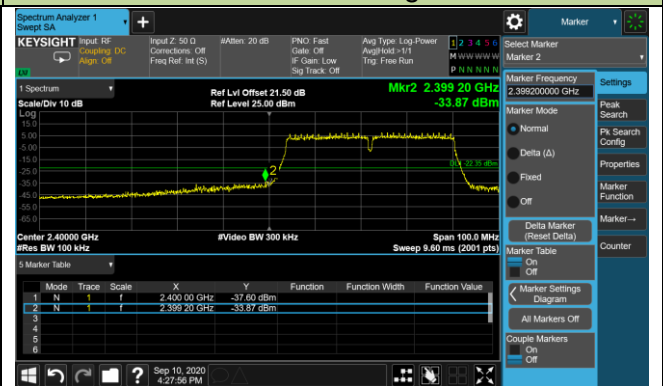 Spectrum Analyzer 1
Swept SA
Marker
KEYSIGHT
Input: RF
Coupling: DC
Align: Off
Input Z: 50 Ω
Corrections: Off
Freq Ref: Int (S)
#Atten: 20 dB
PNO: Fast
Gate: Off
IF Gain: Low
Sig Track: Off
Avg Type: Log-Power
Avg|Hold:>1/1
Trig: Free Run
1 2 3 4 5 6
M W W W W W
P N N N N N
Select Marker
Marker 2
1 Spectrum
Scale/Div 10 dB
Ref Lvl Offset 21.50 dB
Ref Level 25.00 dBm
Mkr2 2.399 20 GHz
-33.87 dBm
Log
15.0
5.00
-5.00
-15.0
-25.0
-35.0
-45.0
-55.0
-65.0
2
DL1 -22.35 dBm
Center 2.40000 GHz
#Res BW 100 kHz
#Video BW 300 kHz
Span 100.0 MHz
Sweep 9.60 ms (2001 pts)
5 Marker Table
Mode Trace Scale X Y Function Function Width Function Value
1 N 1 f 2.400 00 GHz -37.60 dBm
2 N 1 f 2.399 20 GHz -33.87 dBm
3
4
5
6
Marker Frequency
2.399200000 GHz
Marker Mode
Normal
Delta (Δ)
Fixed
Off
Delta Marker
(Reset Delta)
Marker Table
On
Off
Marker Settings
Diagram
All Markers Off
Couple Markers
On
Off
Settings
Peak
Search
Pk Search
Config
Properties
Marker
Function
Marker→
Counter
Sep 10, 2020
4:27:56 PM